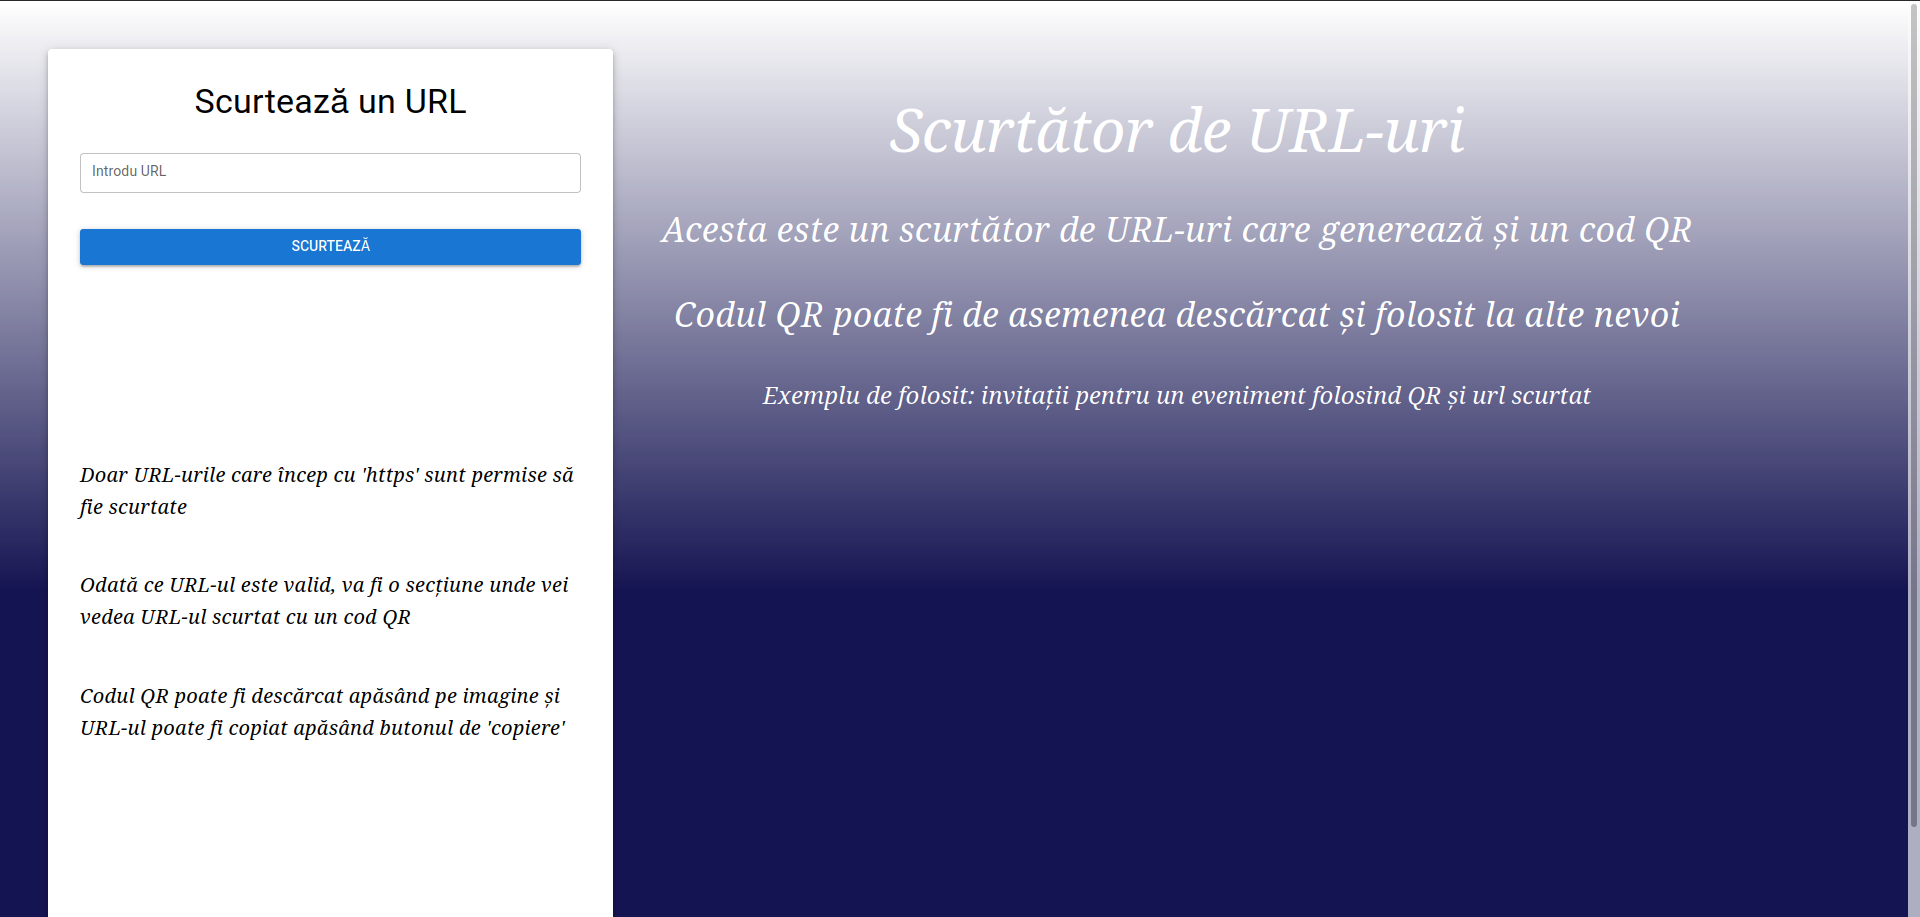 Scurtează un URL
Introdu URL
SCURTEAZĂ
Doar URL-urile care încep cu 'https' sunt permise să
fie scurtate
Odată ce URL-ul este valid, va fi o secțiune unde vei
vedea URL-ul scurtat cu un cod QR
Codul QR poate fi descărcat apăsând pe imagine și
URL-ul poate fi copiat apăsând butonul de 'copiere'
Scurtător de URL-uri
Acesta este un scurtător de URL-uri care generează și un cod QR
Codul QR poate fi de asemenea descărcat și folosit la alte nevoi
Exemplu de folosit: invitații pentru un eveniment folosind QR și url scurtat